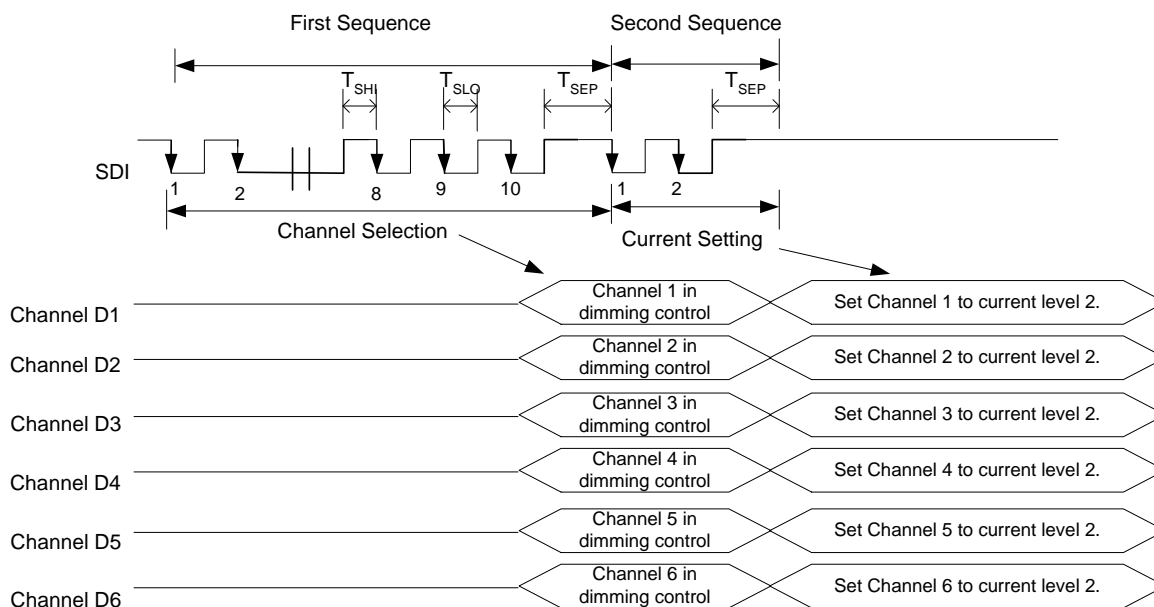 First Sequence
Second Sequence
TSHI
TSLO
TSEP
TSEP
SDI
1
2
8
9
10
1
2
Channel Selection
Current Setting
Channel D1
Channel 1 in
dimming control
Set Channel 1 to current level 2.
Channel D2
Channel 2 in
dimming control
Set Channel 2 to current level 2.
Channel D3
Channel 3 in
dimming control
Set Channel 3 to current level 2.
Channel D4
Channel 4 in
dimming control
Set Channel 4 to current level 2.
Channel D5
Channel 5 in
dimming control
Set Channel 5 to current level 2.
Channel D6
Channel 6 in
dimming control
Set Channel 6 to current level 2.